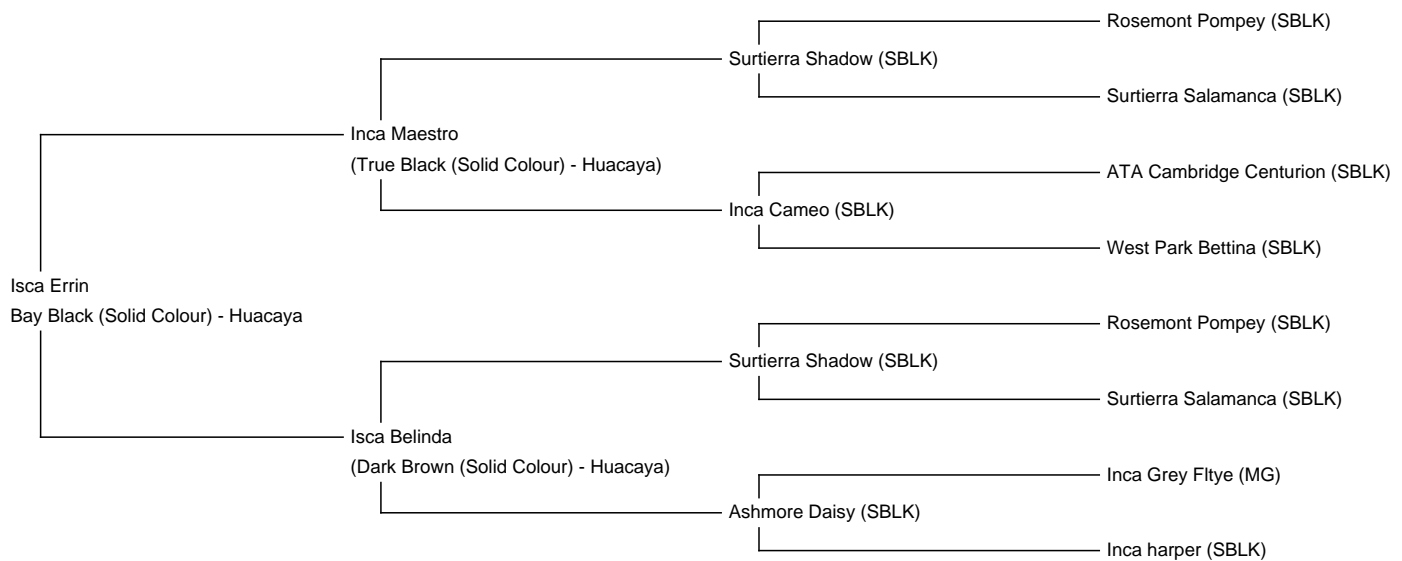 Rosemont Pompey (SBLK)
Surtierra Shadow (SBLK)
Surtierra Salamanca (SBLK)
Inca Maestro
(True Black (Solid Colour) - Huacaya)
ATA Cambridge Centurion (SBLK)
Inca Cameo (SBLK)
West Park Bettina (SBLK)
Isca Errin
Bay Black (Solid Colour) - Huacaya
Rosemont Pompey (SBLK)
Surtierra Shadow (SBLK)
Surtierra Salamanca (SBLK)
Isca Belinda
(Dark Brown (Solid Colour) - Huacaya)
Inca Grey Fltye (MG)
Ashmore Daisy (SBLK)
Inca harper (SBLK)